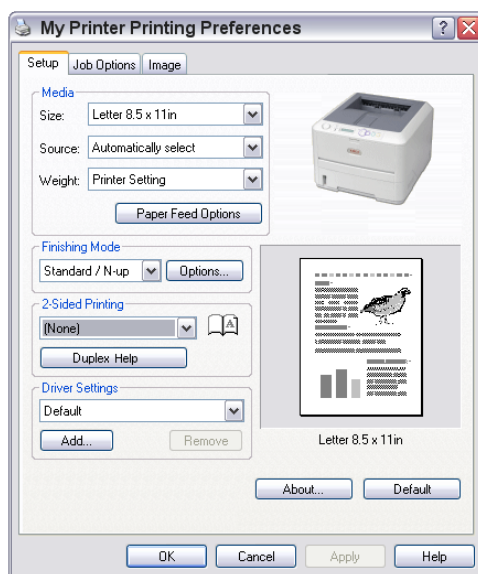 My Printer Printing Preferences
Setup Job Options Image
Media
Size: Letter 8.5 x 11in
Source: Automatically select
Weight: Printer Setting
Paper Feed Options
Finishing Mode
Standard / N-up Options...
2-Sided Printing
(None)
A
Duplex Help
Driver Settings
Default
Add... Remove
Letter 8.5 x 11in
About... Default
OK Cancel Apply Help